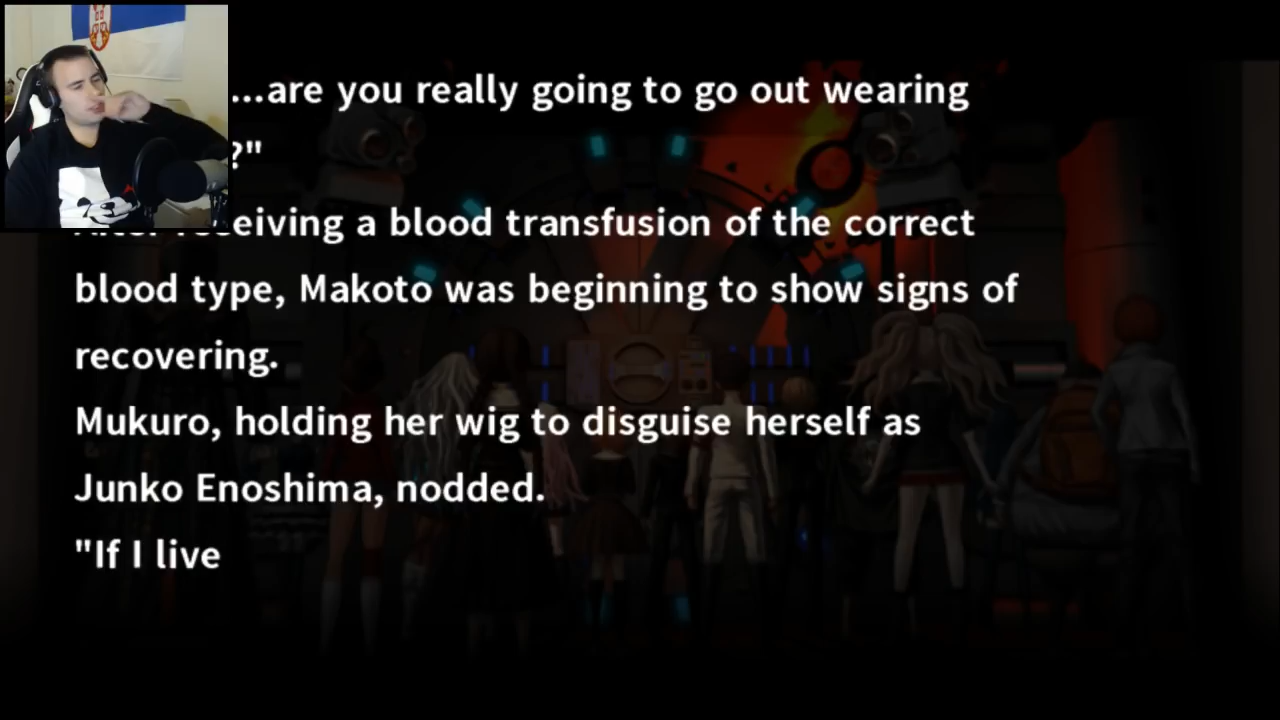 ...are you really going to go out wearing
?"
receiving a blood transfusion of the correct
blood type, Makoto was beginning to show signs of
recovering.
Mukuro, holding her wig to disguise herself as
Junko Enoshima, nodded.
"If I live